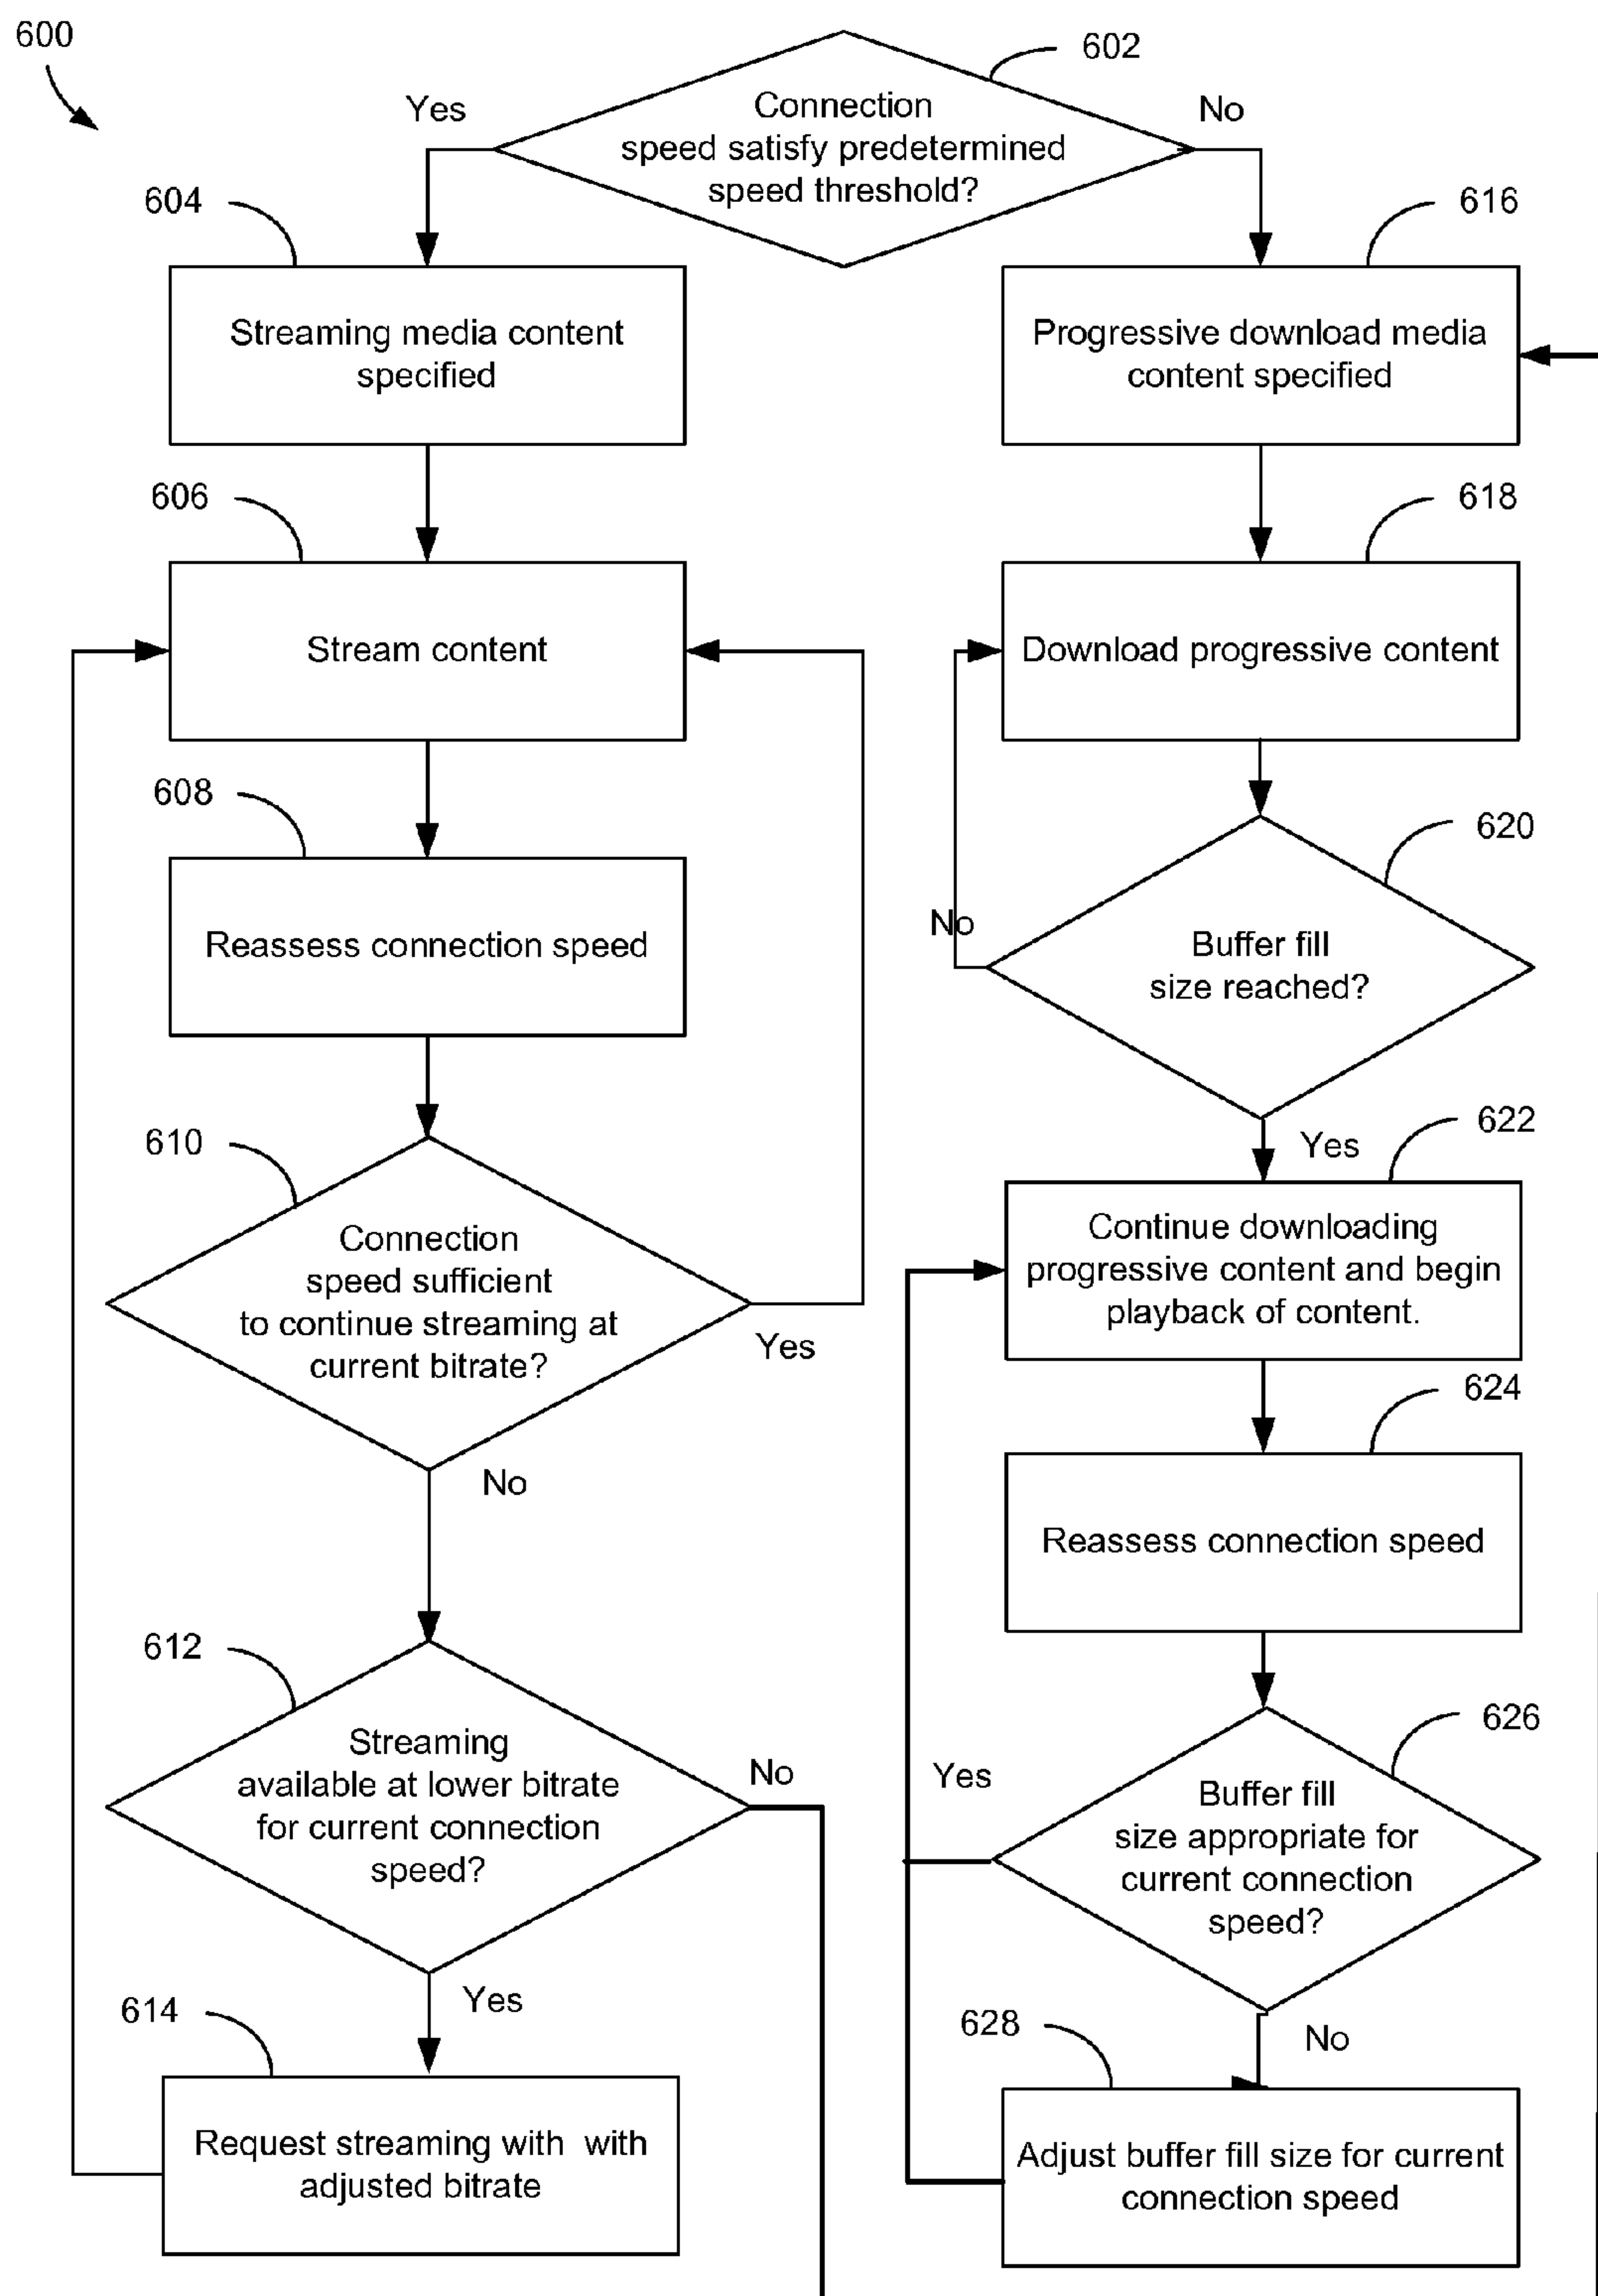 600
602
Yes
No
Connection
speed satisfy predetermined
speed threshold?
604
Streaming media content
specified
606
Stream content
608
Reassess connection speed
610
Connection
speed sufficient
to continue streaming at
current bitrate?
Yes
No
612
Streaming
available at lower bitrate
for current connection
speed?
No
Yes
614
Request streaming with  with
adjusted bitrate
616
Progressive download media
content specified
618
Download progressive content
620
Buffer fill
size reached?
No
Yes
622
Continue downloading
progressive content and begin
playback of content.
624
Reassess connection speed
626
Buffer fill
size appropriate for
current connection
speed?
Yes
No
628
Adjust buffer fill size for current
connection speed